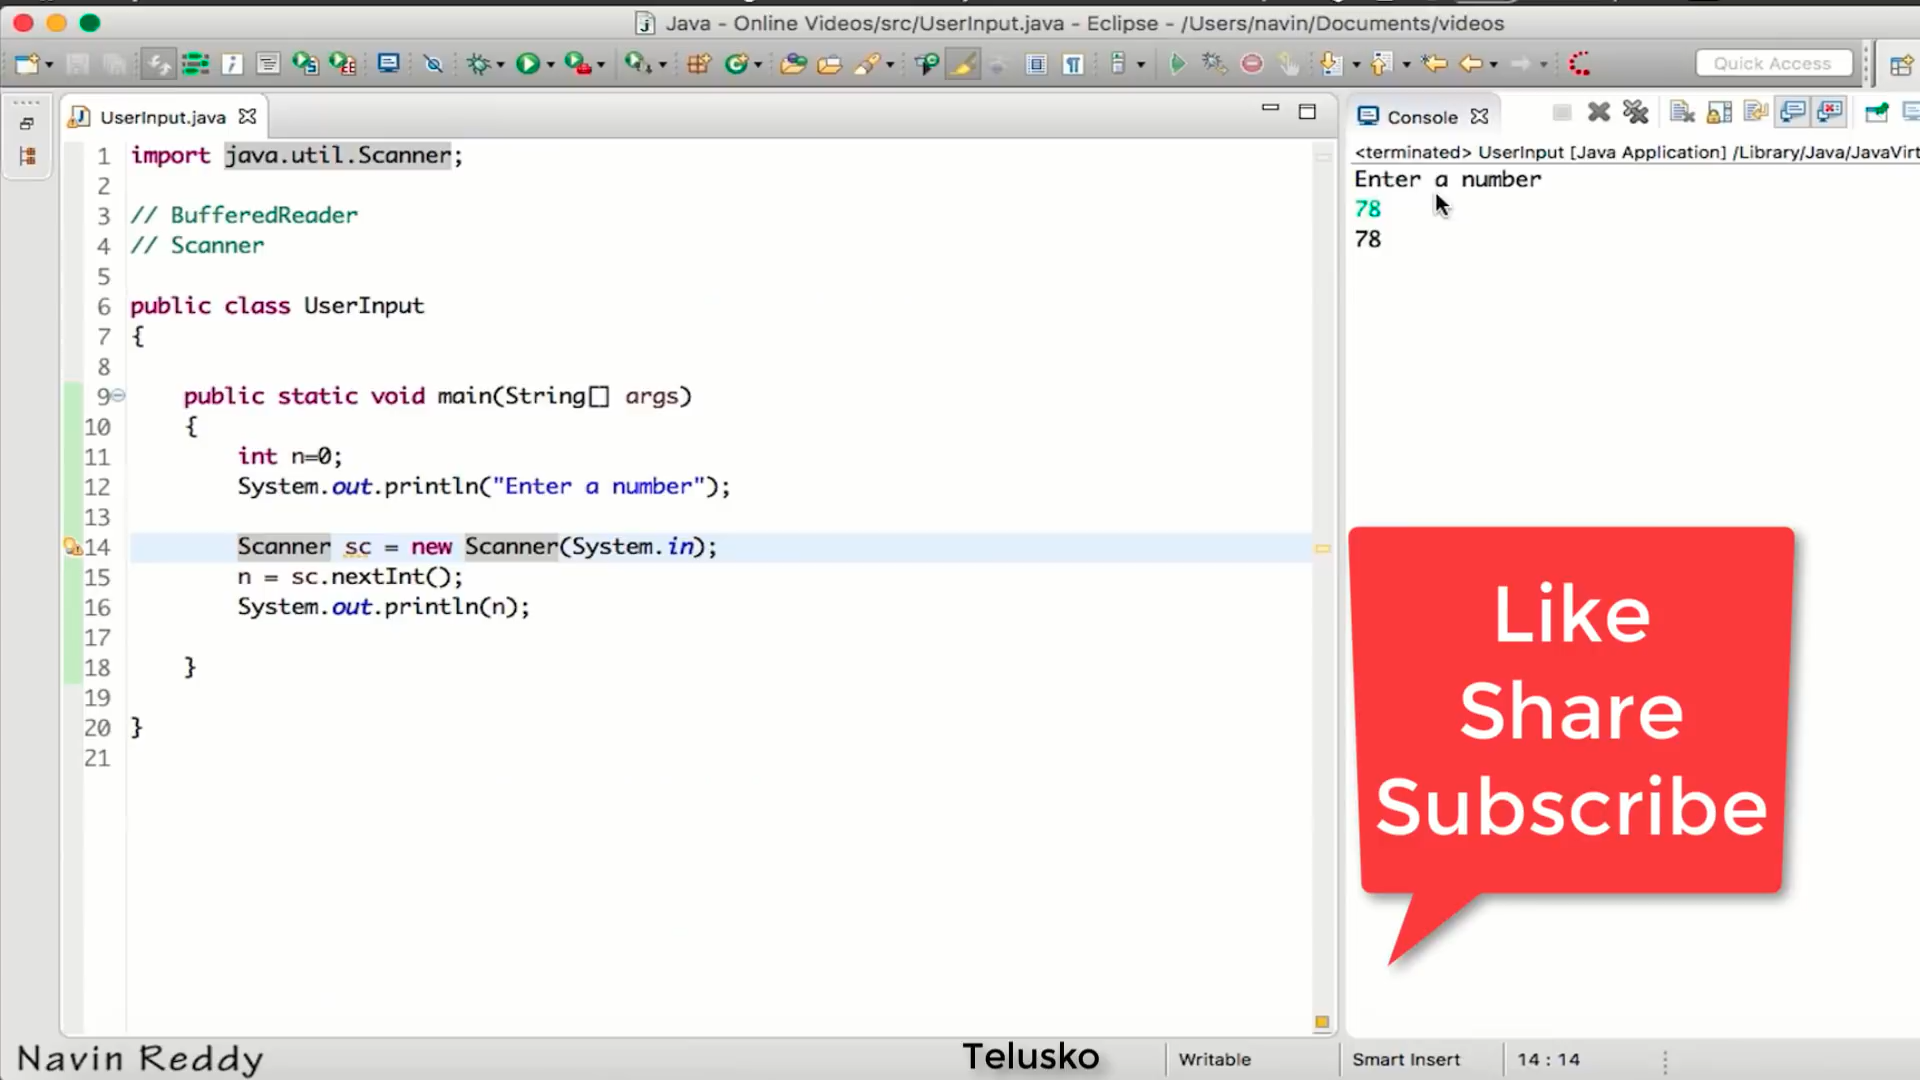 Java - Online Videos/src/UserInput.java - Eclipse - /Users/navin/Documents/videos
Quick Access
UserInput.java
1 import java.util.Scanner;
2
3 // BufferedReader
4 // Scanner
5
6 public class UserInput
7 {
8
9 public static void main(String[] args)
10 {
11 int n=0;
12 System.out.println("Enter a number");
13
14 Scanner sc = new Scanner(System.in);
15 n = sc.nextInt();
16 System.out.println(n);
17
18 }
19
20 }
21
Console
<terminated> UserInput [Java Application] /Library/Java/JavaVirt
Enter a number
78
78
Like
Share
Subscribe
Navin Reddy
Telusko
Writable
Smart Insert
14 : 14